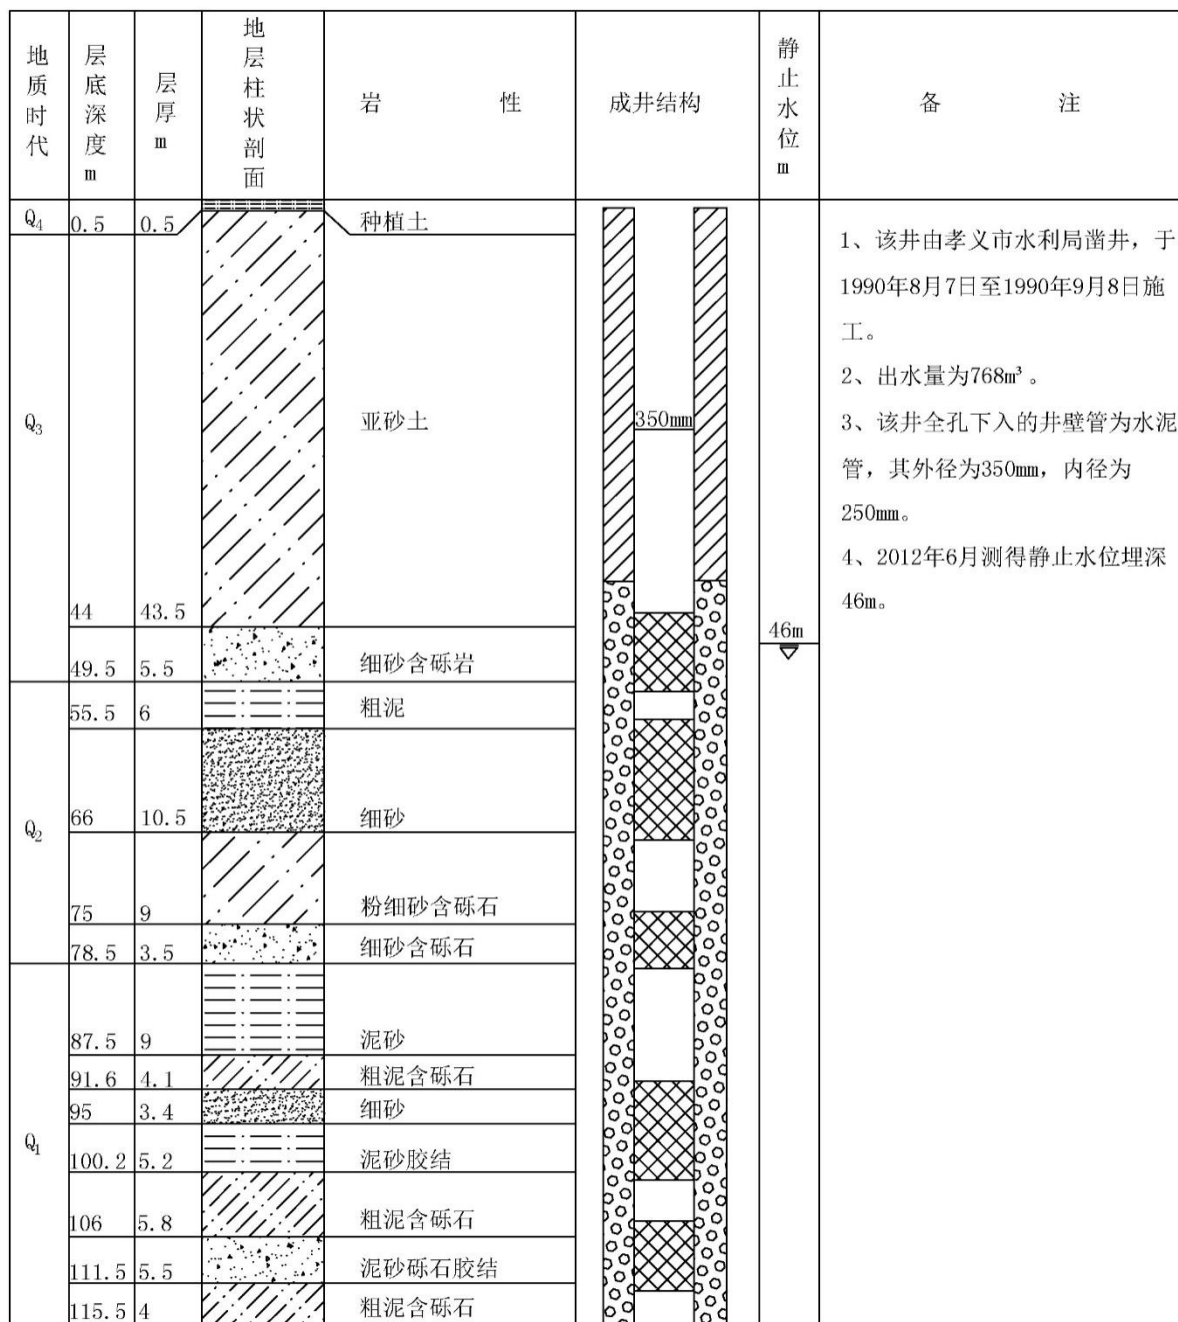 地质时代 层底深度m 层厚m 地层柱状剖面 岩 性 成井结构 静止水位m 备 注
Q₄ 0.5 0.5 种植土
Q₃ 44 43.5 亚砂土
49.5 5.5 细砂含砾岩
55.5 6 粗泥
Q₂ 66 10.5 细砂
75 9 粉细砂含砾石
78.5 3.5 细砂含砾石
87.5 9 泥砂
91.6 4.1 粗泥含砾石
95 3.4 细砂
Q₁ 100.2 5.2 泥砂胶结
106 5.8 粗泥含砾石
111.5 5.5 泥砂砾石胶结
115.5 4 粗泥含砾石
350mm
46m
1、该井由孝义市水利局凿井，于
1990年8月7日至1990年9月8日施
工。
2、出水量为768m³。
3、该井全孔下入的井壁管为水泥
管，其外径为350mm，内径为
250mm。
4、2012年6月测得静止水位埋深
46m。